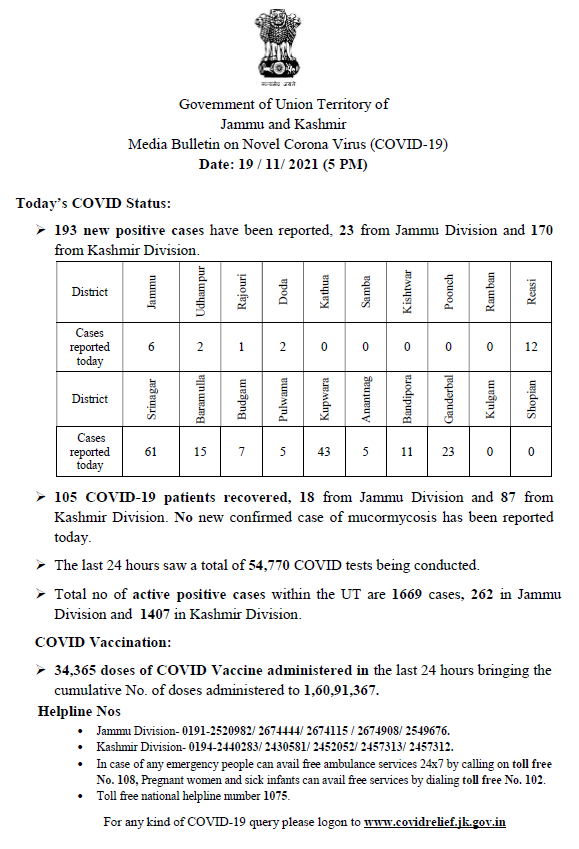 सत्यमेव जयते
Government of Union Territory of
Jammu and Kashmir
Media Bulletin on Novel Corona Virus (COVID-19)
Date: 19 / 11/ 2021 (5 PM)
Today's COVID Status:
➢ 193 new positive cases have been reported, 23 from Jammu Division and 170
from Kashmir Division.
District Jammu Udhampur Rajouri Doda Kathua Samba Kishtwar Poonch Ramban Reasi
Cases reported today 6 2 1 2 0 0 0 0 0 12
District Srinagar Baramulla Budgam Pulwama Kupwara Anantnag Bandipora Ganderbal Kulgam Shopian
Cases reported today 61 15 7 5 43 5 11 23 0 0
➢ 105 COVID-19 patients recovered, 18 from Jammu Division and 87 from
Kashmir Division. No new confirmed case of mucormycosis has been reported
today.
➢ The last 24 hours saw a total of 54,770 COVID tests being conducted.
➢ Total no of active positive cases within the UT are 1669 cases, 262 in Jammu
Division and 1407 in Kashmir Division.
COVID Vaccination:
➢ 34,365 doses of COVID Vaccine administered in the last 24 hours bringing the
cumulative No. of doses administered to 1,60,91,367.
Helpline Nos
• Jammu Division- 0191-2520982/ 2674444/ 2674115 / 2674908/ 2549676.
• Kashmir Division- 0194-2440283/ 2430581/ 2452052/ 2457313/ 2457312.
• In case of any emergency people can avail free ambulance services 24x7 by calling on toll free
No. 108, Pregnant women and sick infants can avail free services by dialing toll free No. 102.
• Toll free national helpline number 1075.
For any kind of COVID-19 query please logon to www.covidrelief.jk.gov.in